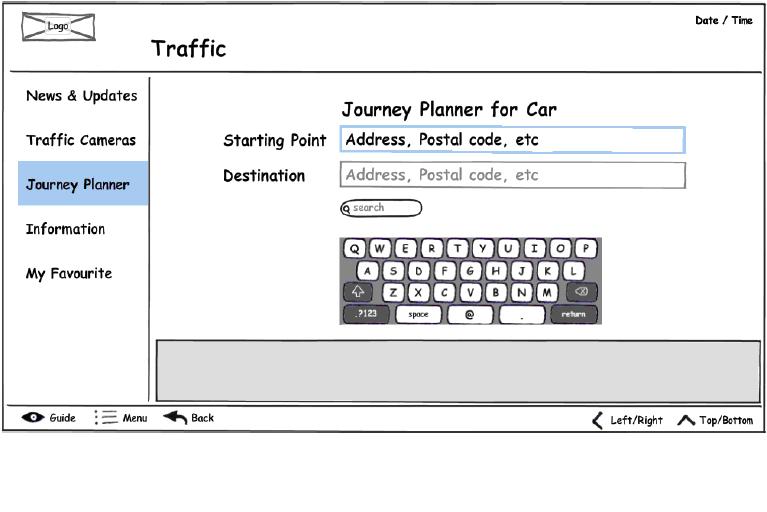 Logo
Date / Time
Traffic
News & Updates
Traffic Cameras
Journey Planner
Information
My Favourite
Journey Planner for Car
Starting Point Address, Postal code, etc
Destination Address, Postal code, etc
search
Q W E R T Y U I O P
A S D F G H J K L
Z X C V B N M
.?123 space @ . return
Guide Menu Back Left/Right Top/Bottom